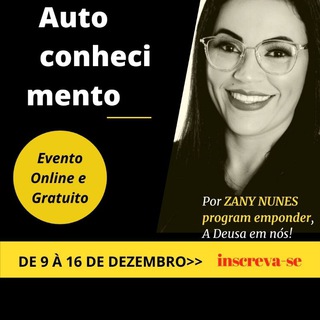 Auto
conheci
mento
Evento
Online e
Gratuito
Por ZANY NUNES
program emponder,
A Deusa em nós!
DE 9 À 16 DE DEZEMBRO>> inscreva-se